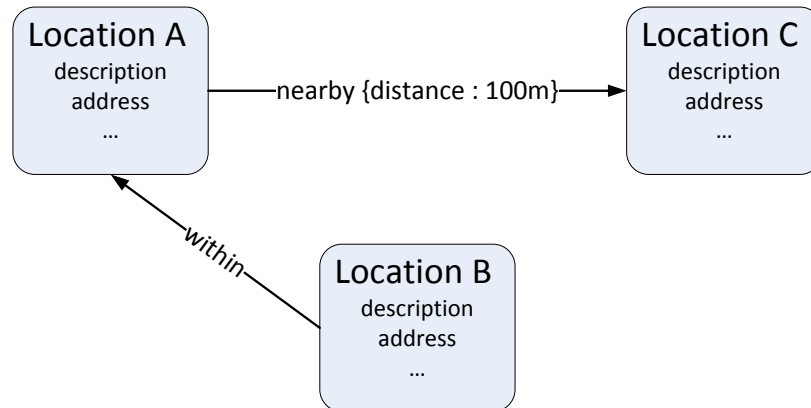 Location A
description
address
...
nearby {distance : 100m}
Location C
description
address
...
within
Location B
description
address
...